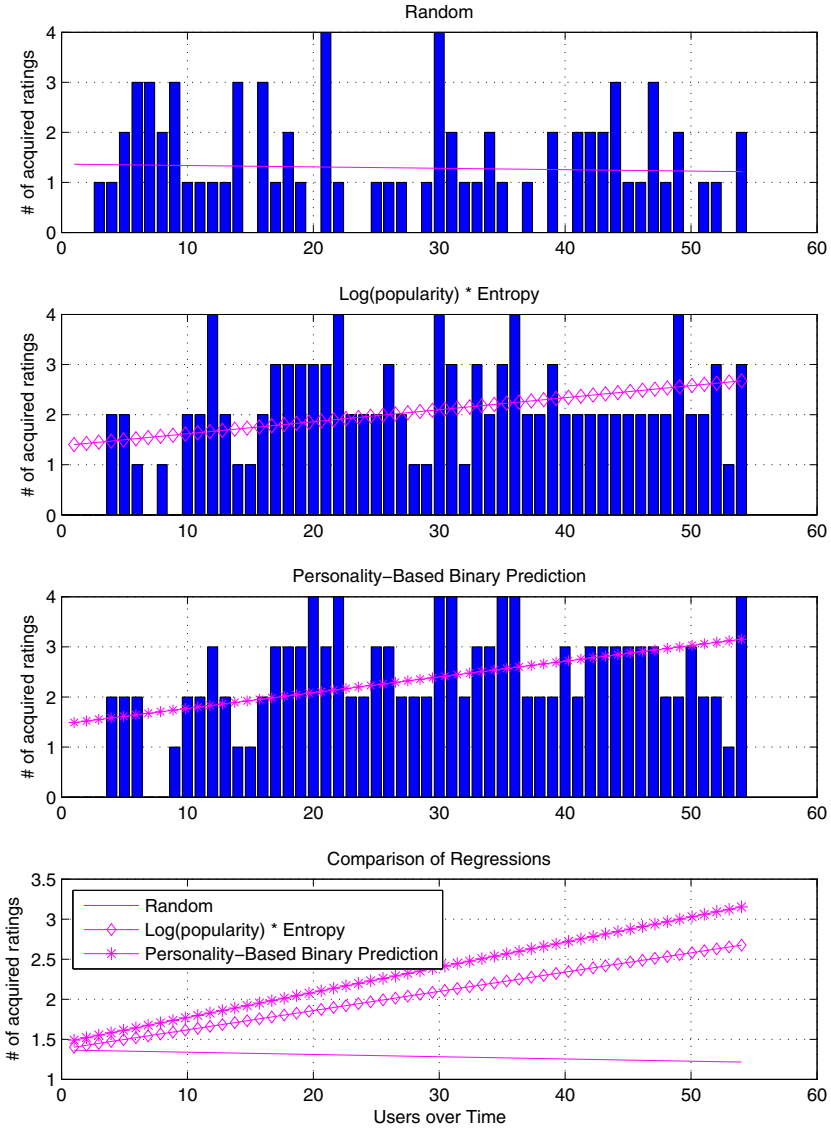 Random
4
3
2
1
0
# of acquired ratings
0 10 20 30 40 50 60
Log(popularity) * Entropy
4
3
2
1
0
# of acquired ratings
0 10 20 30 40 50 60
Personality−Based Binary Prediction
4
3
2
1
0
# of acquired ratings
0 10 20 30 40 50 60
Comparison of Regressions
3.5
3
2.5
2
1.5
1
# of acquired ratings
Random
Log(popularity) * Entropy
Personality−Based Binary Prediction
0 10 20 30 40 50 60
Users over Time